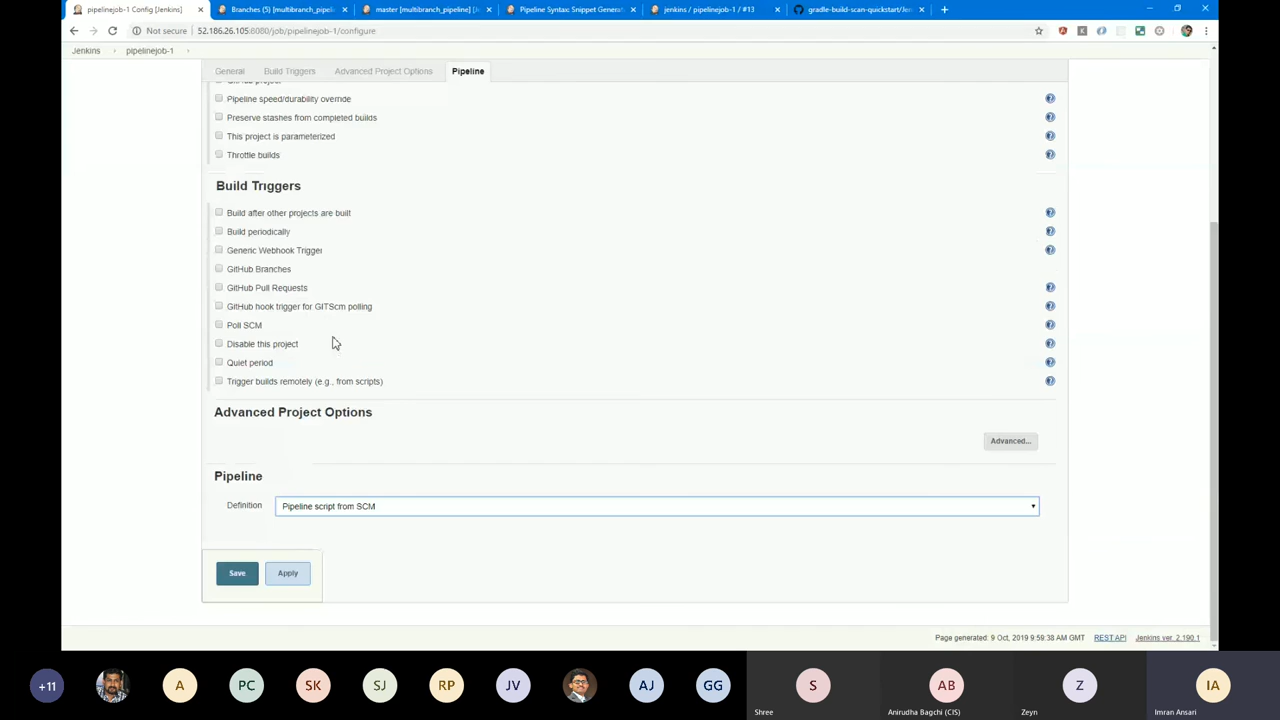 pipelinejob-1 Config [Jenkins]
Branches (5) [multibranch_pipeli
master [multibranch_pipeline] [J
Pipeline Syntax: Snippet Generat
jenkins / pipelinejob-1 / #13
gradle-build-scan-quickstart/Jen
Not secure
52.186.26.105:8080/job/pipelinejob-1/configure
Jenkins
pipelinejob-1
General
Build Triggers
Advanced Project Options
Pipeline
GitHub project
Pipeline speed/durability override
Preserve stashes from completed builds
This project is parameterized
Throttle builds
Build Triggers
Build after other projects are built
Build periodically
Generic Webhook Trigger
GitHub Branches
GitHub Pull Requests
GitHub hook trigger for GITScm polling
Poll SCM
Disable this project
Quiet period
Trigger builds remotely (e.g., from scripts)
Advanced Project Options
Advanced...
Pipeline
Definition
Pipeline script from SCM
Save
Apply
Page generated: 9 Oct, 2019 9:59:38 AM GMT
REST API
Jenkins ver. 2.190.1
+11
A
PC
SK
SJ
RP
JV
AJ
GG
S
AB
Z
IA
Shree
Anirudha Bagchi (CIS)
Zeyn
Imran Ansari